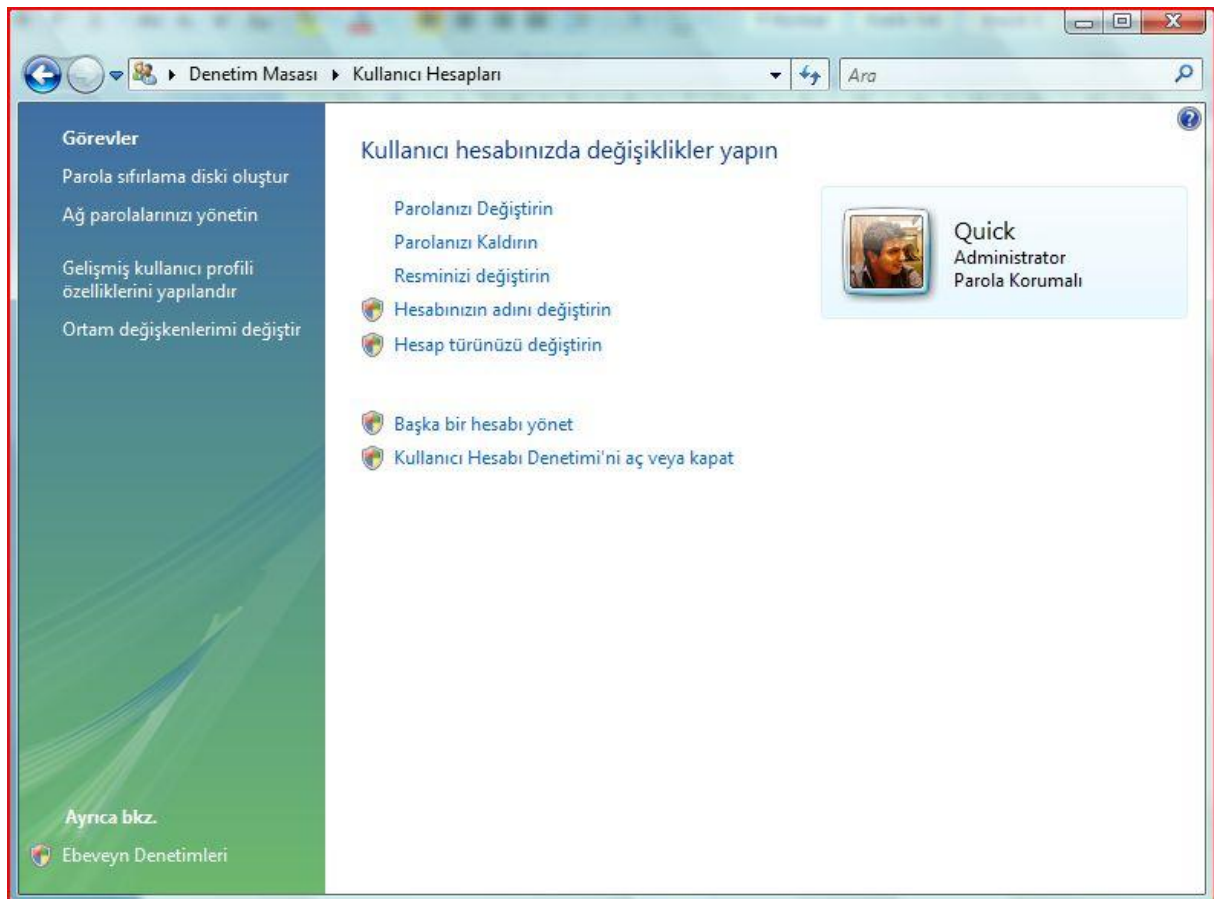 Denetim Masası
Kullanıcı Hesapları
Ara
Görevler
Parola sıfırlama diski oluştur
Ağ parolalarınızı yönetin
Gelişmiş kullanıcı profili
özelliklerini yapılandır
Ortam değişkenlerimi değiştir
Ayrıca bkz.
Ebeveyn Denetimleri
Kullanıcı hesabınızda değişiklikler yapın
Parolanızı Değiştirin
Parolanızı Kaldırın
Resminizi değiştirin
Hesabınızın adını değiştirin
Hesap türünüzü değiştirin
Başka bir hesabı yönet
Kullanıcı Hesabı Denetimi'ni aç veya kapat
Quick
Administrator
Parola Korumalı